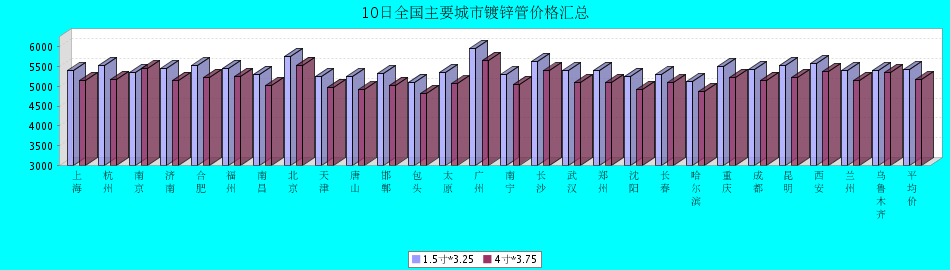 10日全国主要城市镀锌管价格汇总
6000
5500
5000
4500
4000
3500
3000
上海 杭州 南京 济南 合肥 福州 南昌 北京 天津 唐山 邯郸 包头 太原 广州 南宁 长沙 武汉 郑州 沈阳 长春 哈尔滨 重庆 成都 昆明 西安 兰州 乌鲁木齐 平均价
1.5寸*3.25 4寸*3.75